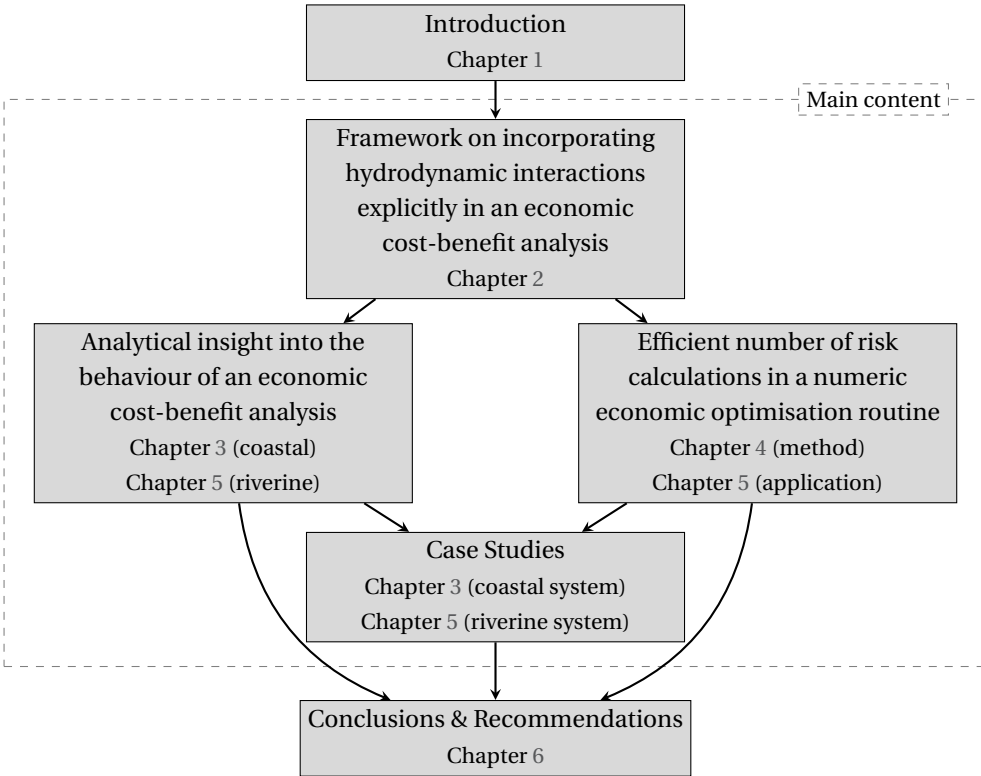 Introduction
Chapter 1
Main content
Framework on incorporating
hydrodynamic interactions
explicitly in an economic
cost-benefit analysis
Chapter 2
Analytical insight into the
behaviour of an economic
cost-benefit analysis
Chapter 3 (coastal)
Chapter 5 (riverine)
Efficient number of risk
calculations in a numeric
economic optimisation routine
Chapter 4 (method)
Chapter 5 (application)
Case Studies
Chapter 3 (coastal system)
Chapter 5 (riverine system)
Conclusions & Recommendations
Chapter 6